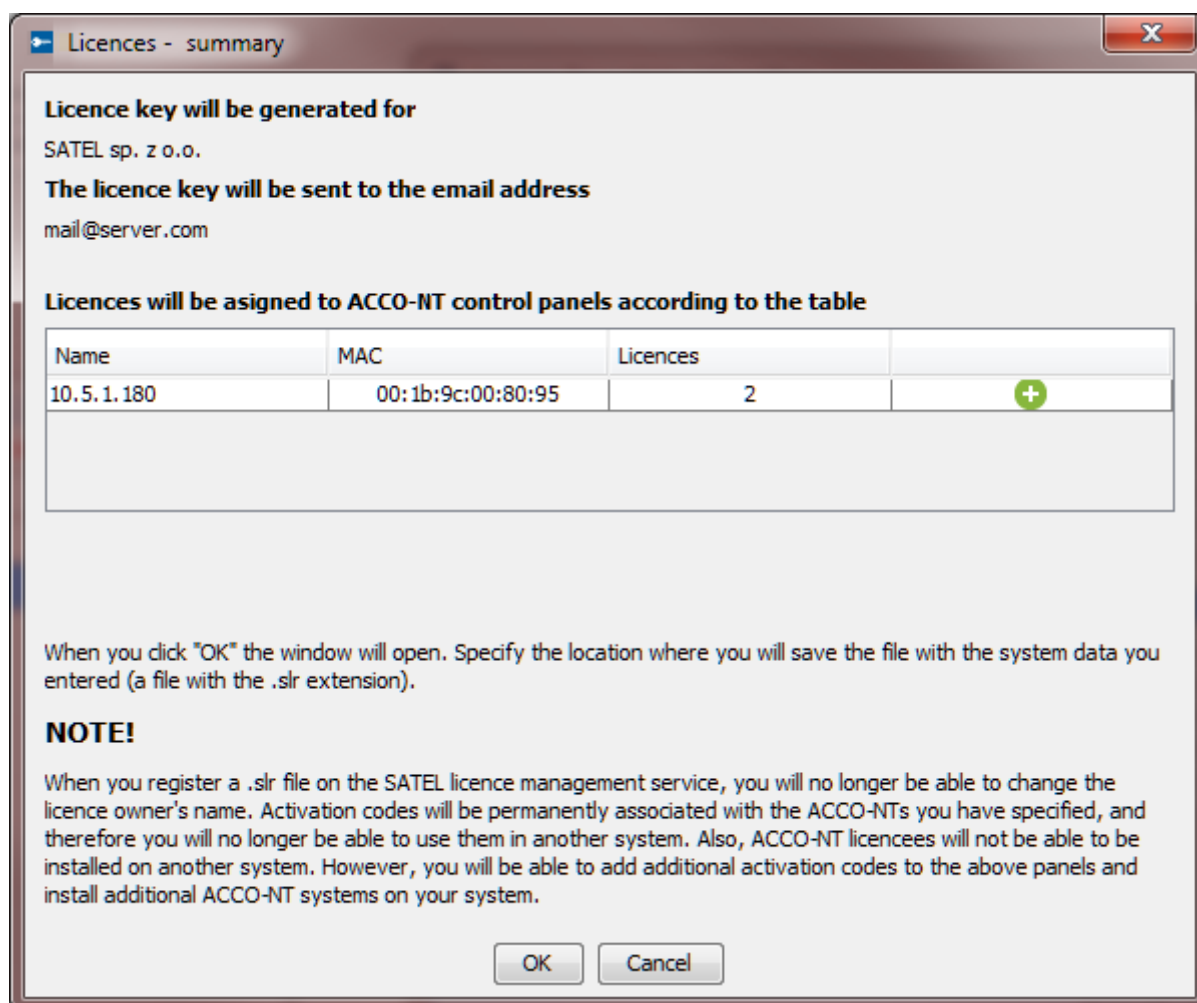 Licences - summary
Licence key will be generated for
SATEL sp. z o.o.
The licence key will be sent to the email address
mail@server.com
Licences will be asigned to ACCO-NT control panels according to the table
Name MAC Licences
10.5.1.180 00:1b:9c:00:80:95 2
When you click "OK" the window will open. Specify the location where you will save the file with the system data you
entered (a file with the .slr extension).
NOTE!
When you register a .slr file on the SATEL licence management service, you will no longer be able to change the
licence owner's name. Activation codes will be permanently associated with the ACCO-NTs you have specified, and
therefore you will no longer be able to use them in another system. Also, ACCO-NT licencees will not be able to be
installed on another system. However, you will be able to add additional activation codes to the above panels and
install additional ACCO-NT systems on your system.
OK Cancel